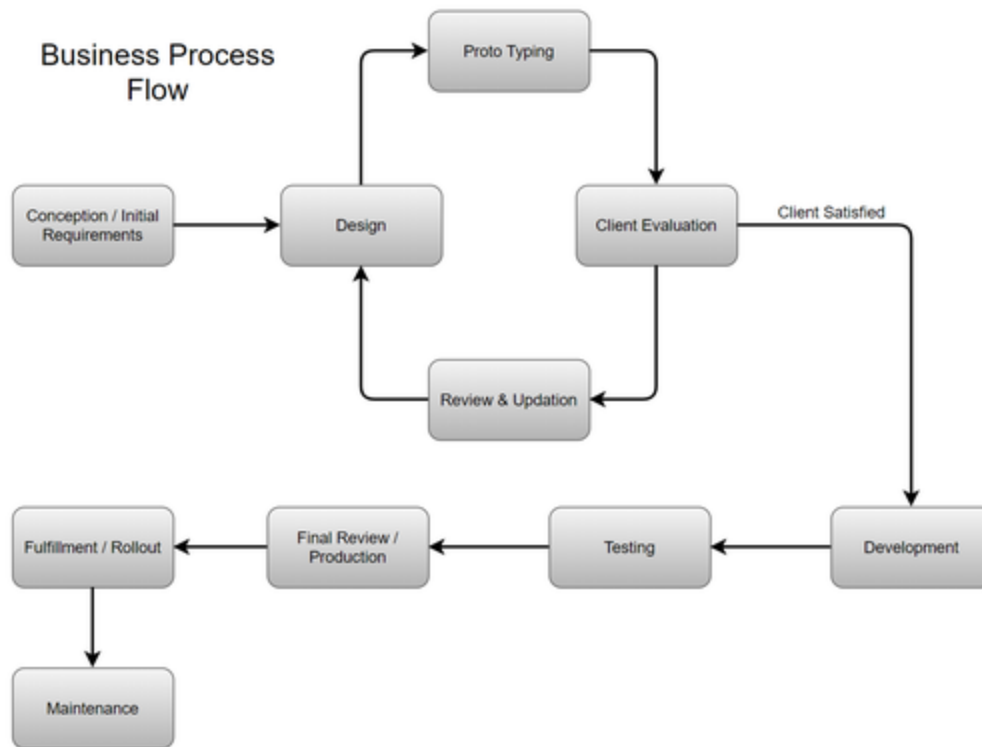 Business Process
Flow
Proto Typing
Conception / Initial
Requirements
Design
Client Evaluation
Client Satisfied
Review & Updation
Fulfillment / Rollout
Final Review /
Production
Testing
Development
Maintenance